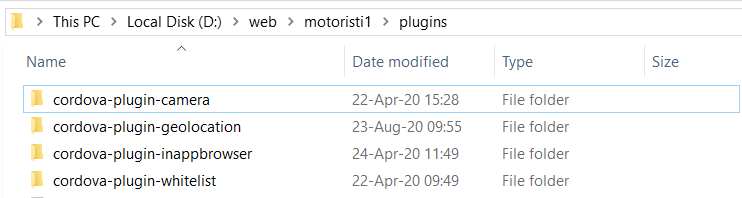 This PC > Local Disk (D:) > web > motoristi1 > plugins
Name Date modified Type Size
cordova-plugin-camera 22-Apr-20 15:28 File folder
cordova-plugin-geolocation 23-Aug-20 09:55 File folder
cordova-plugin-inappbrowser 24-Apr-20 11:49 File folder
cordova-plugin-whitelist 22-Apr-20 09:49 File folder